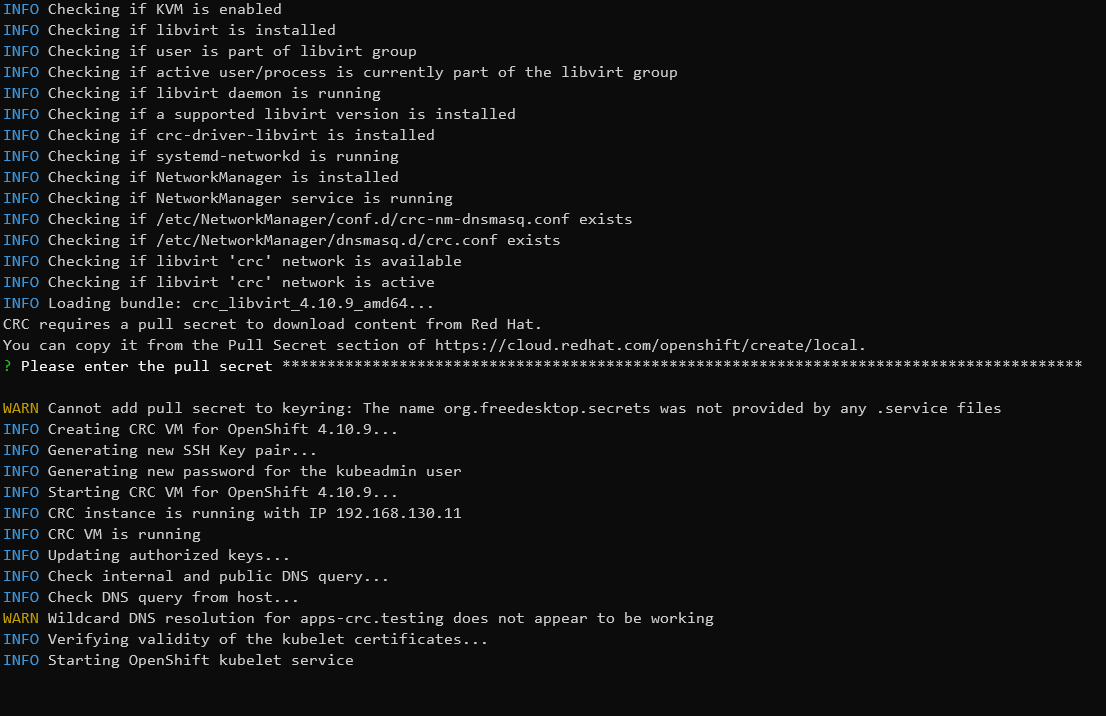 INFO Checking if KVM is enabled
INFO Checking if libvirt is installed
INFO Checking if user is part of libvirt group
INFO Checking if active user/process is currently part of the libvirt group
INFO Checking if libvirt daemon is running
INFO Checking if a supported libvirt version is installed
INFO Checking if crc-driver-libvirt is installed
INFO Checking if systemd-networkd is running
INFO Checking if NetworkManager is installed
INFO Checking if NetworkManager service is running
INFO Checking if /etc/NetworkManager/conf.d/crc-nm-dnsmasq.conf exists
INFO Checking if /etc/NetworkManager/dnsmasq.d/crc.conf exists
INFO Checking if libvirt 'crc' network is available
INFO Checking if libvirt 'crc' network is active
INFO Loading bundle: crc_libvirt_4.10.9_amd64...
CRC requires a pull secret to download content from Red Hat.
You can copy it from the Pull Secret section of https://cloud.redhat.com/openshift/create/local.
? Please enter the pull secret *****************************************************************************************
WARN Cannot add pull secret to keyring: The name org.freedesktop.secrets was not provided by any .service files
INFO Creating CRC VM for OpenShift 4.10.9...
INFO Generating new SSH Key pair...
INFO Generating new password for the kubeadmin user
INFO Starting CRC VM for OpenShift 4.10.9...
INFO CRC instance is running with IP 192.168.130.11
INFO CRC VM is running
INFO Updating authorized keys...
INFO Check internal and public DNS query...
INFO Check DNS query from host...
WARN Wildcard DNS resolution for apps-crc.testing does not appear to be working
INFO Verifying validity of the kubelet certificates...
INFO Starting OpenShift kubelet service